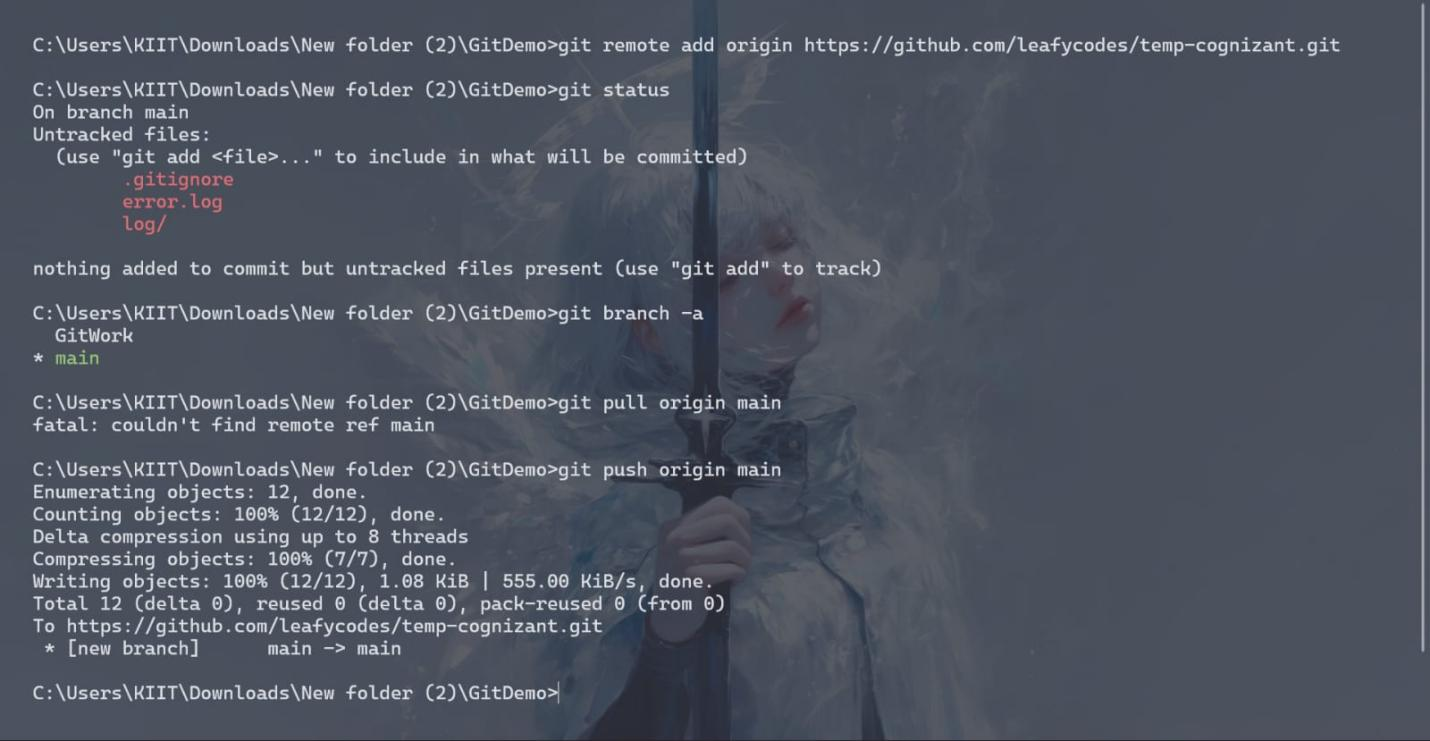 C:\Users\KIIT\Downloads\New folder (2)\GitDemo>git remote add origin https://github.com/leafycodes/temp-cognizant.git
C:\Users\KIIT\Downloads\New folder (2)\GitDemo>git status
On branch main
Untracked files:
  (use "git add <file>..." to include in what will be committed)
        .gitignore
        error.log
        log/
nothing added to commit but untracked files present (use "git add" to track)
C:\Users\KIIT\Downloads\New folder (2)\GitDemo>git branch -a
  GitWork
* main
C:\Users\KIIT\Downloads\New folder (2)\GitDemo>git pull origin main
fatal: couldn't find remote ref main
C:\Users\KIIT\Downloads\New folder (2)\GitDemo>git push origin main
Enumerating objects: 12, done.
Counting objects: 100% (12/12), done.
Delta compression using up to 8 threads
Compressing objects: 100% (7/7), done.
Writing objects: 100% (12/12), 1.08 KiB | 555.00 KiB/s, done.
Total 12 (delta 0), reused 0 (delta 0), pack-reused 0 (from 0)
To https://github.com/leafycodes/temp-cognizant.git
 * [new branch]      main -> main
C:\Users\KIIT\Downloads\New folder (2)\GitDemo>